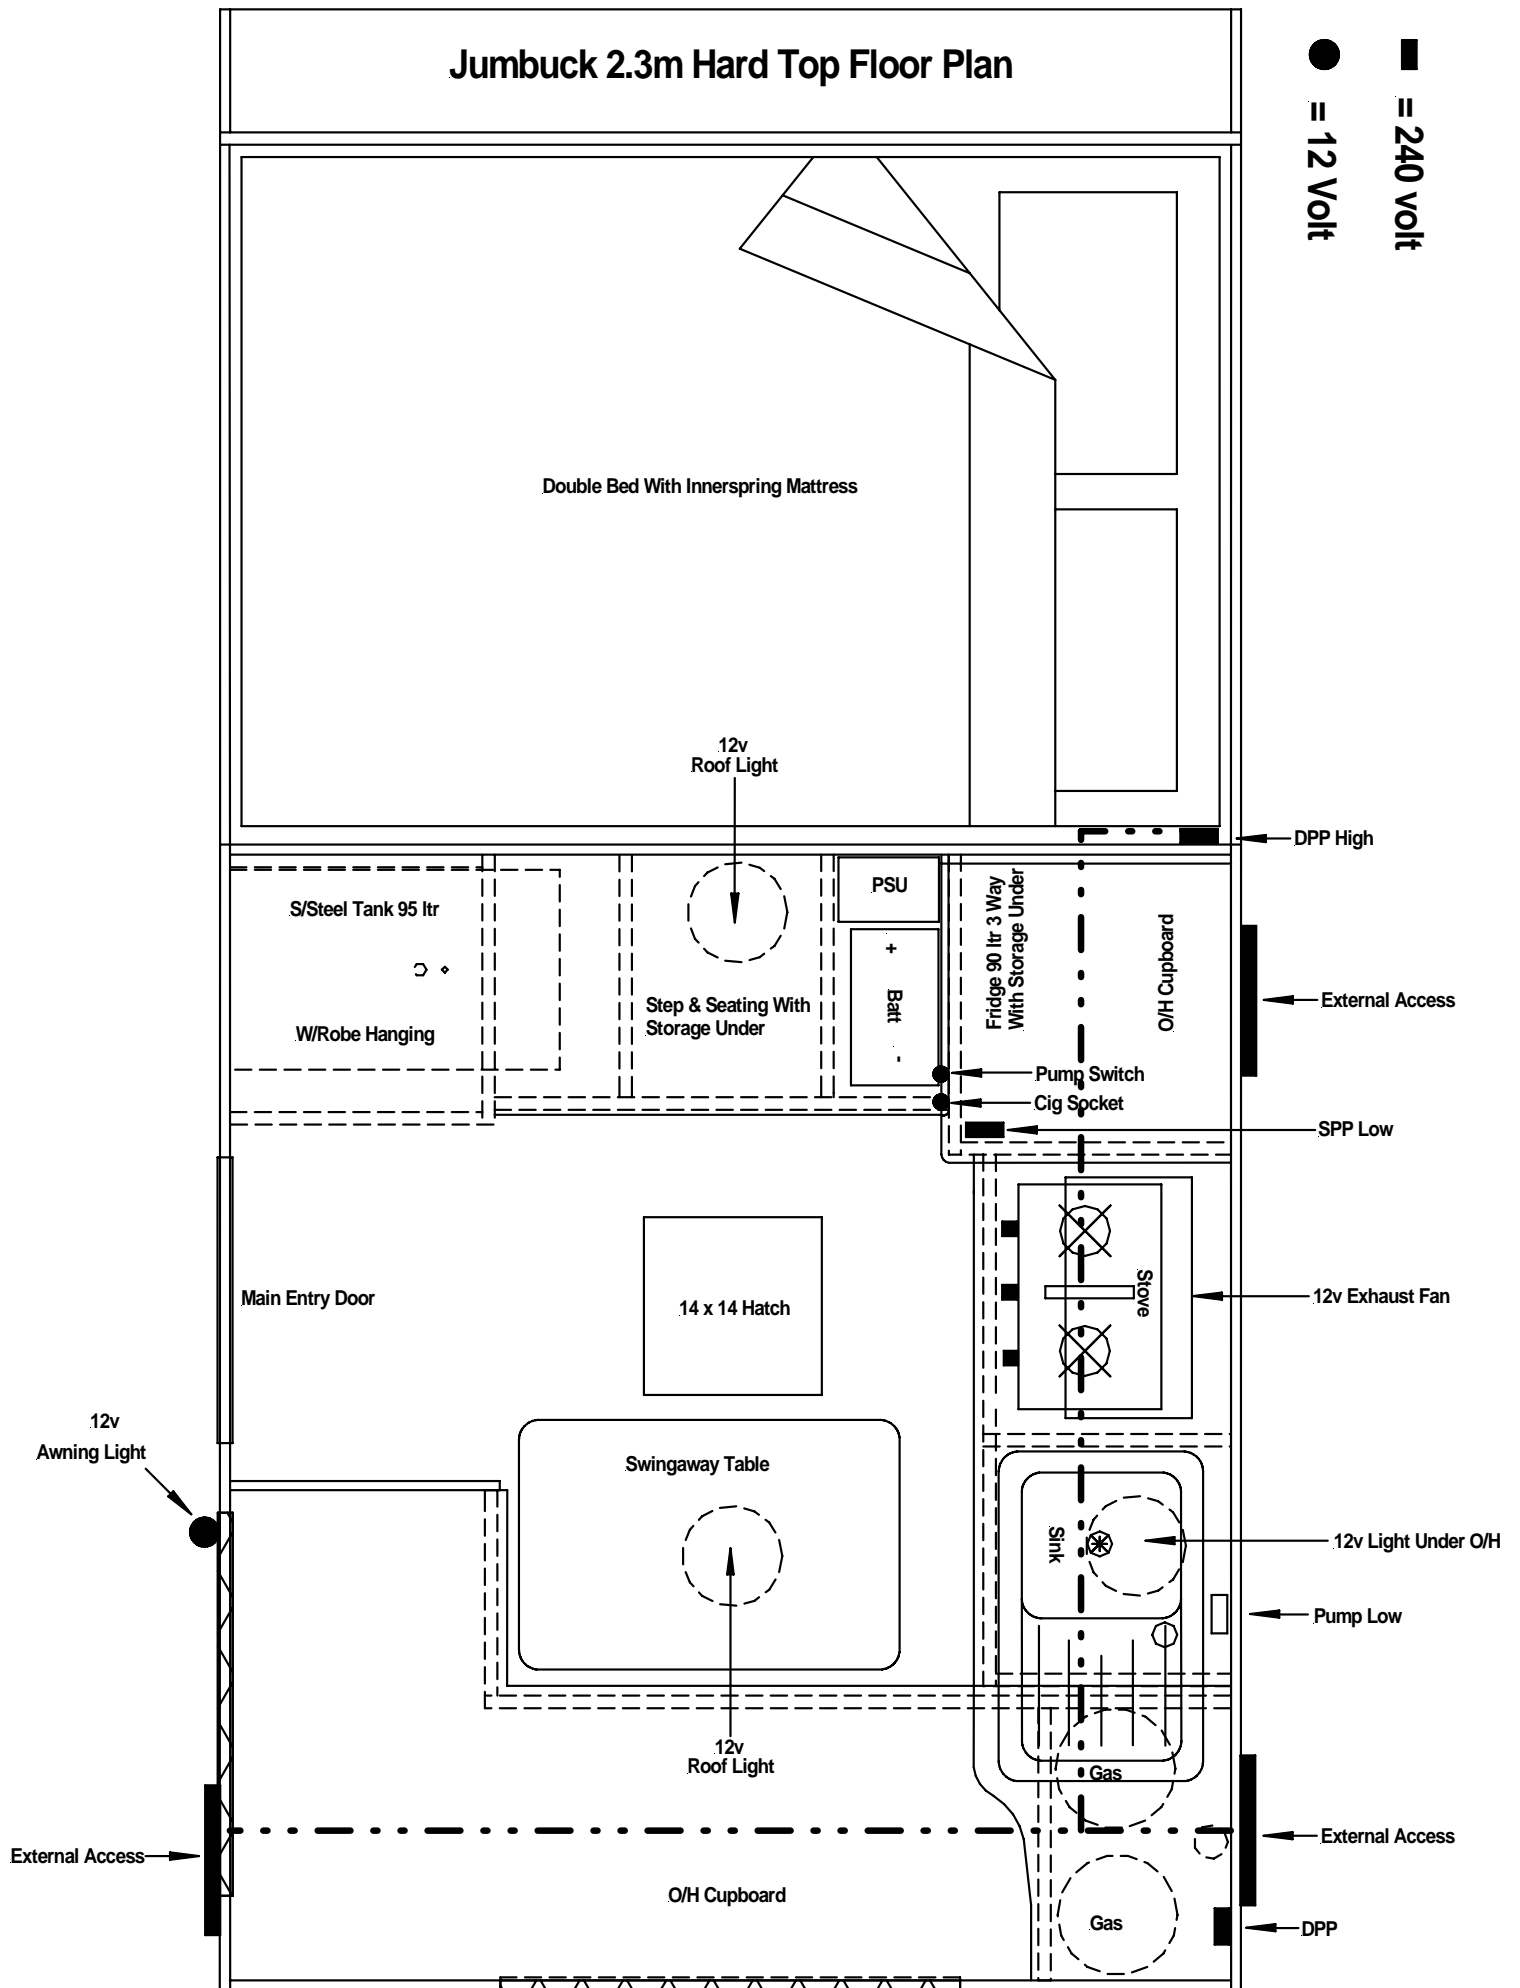 Jumbuck 2.3m Hard Top Floor Plan
= 240 volt
= 12 Volt
Double Bed With Innerspring Mattress
12v
Roof Light
DPP High
PSU
S/Steel Tank 95 ltr
+
Batt
-
Fridge 90 ltr 3 Way
With Storage Under
O/H Cupboard
External Access
Step & Seating With
Storage Under
W/Robe Hanging
Pump Switch
Cig Socket
SPP Low
Stove
12v Exhaust Fan
Main Entry Door
14 x 14 Hatch
12v
Awning Light
Swingaway Table
Sink
12v Light Under O/H
Pump Low
12v
Roof Light
Gas
External Access
External Access
O/H Cupboard
Gas
DPP